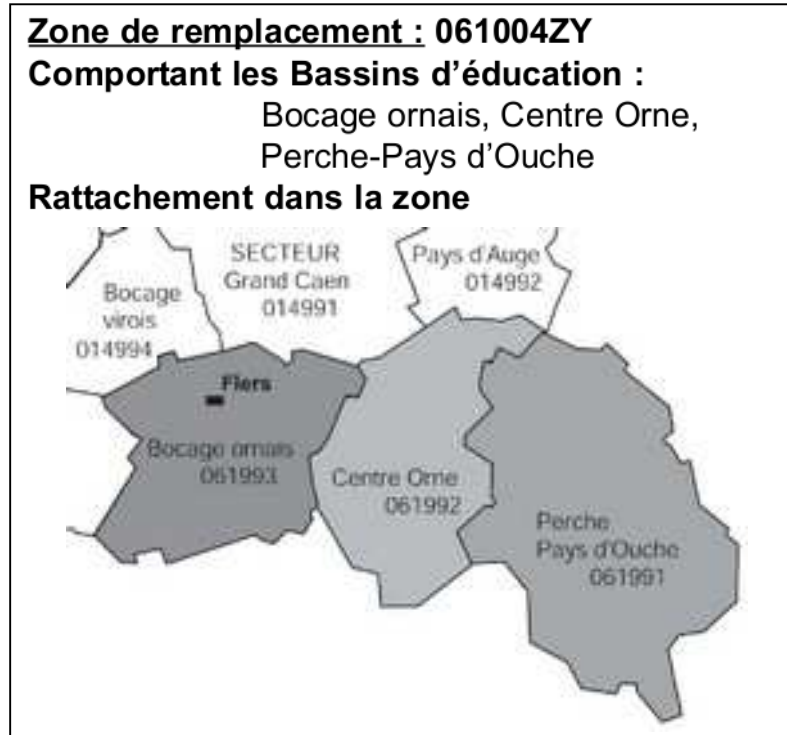 Zone de remplacement : 061004ZY
Comportant les Bassins d'éducation :
Bocage ornais, Centre Orne,
Perche-Pays d'Ouche
Rattachement dans la zone
SECTEUR
Grand Caen
014991
Pays d'Auge
014992
Bocage
virois
014994
Flers
Bocage ornais
061993
Centre Orne
061992
Perche
Pays d'Ouche
061991